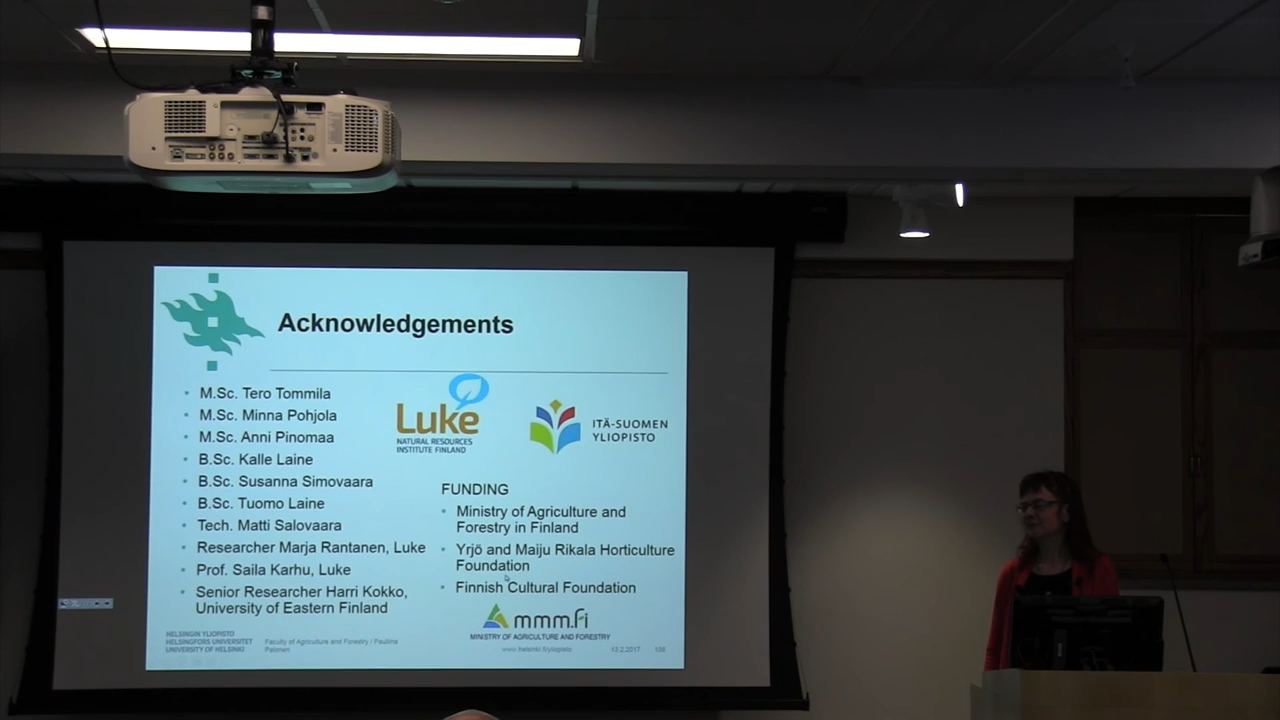 Acknowledgements
• M.Sc. Tero Tommila
• M.Sc. Minna Pohjola
• M.Sc. Anni Pinomaa
• B.Sc. Kalle Laine
• B.Sc. Susanna Simovaara
• B.Sc. Tuomo Laine
• Tech. Matti Salovaara
• Researcher Marja Rantanen, Luke
• Prof. Saila Karhu, Luke
• Senior Researcher Harri Kokko,
University of Eastern Finland
Luke
NATURAL RESOURCES
INSTITUTE FINLAND
ITÄ-SUOMEN
YLIOPISTO
FUNDING
• Ministry of Agriculture and
Forestry in Finland
• Yrjö and Maiju Rikala Horticulture
Foundation
• Finnish Cultural Foundation
mmm.fi
MINISTRY OF AGRICULTURE AND FORESTRY
HELSINGIN YLIOPISTO
HELSINGFORS UNIVERSITET
UNIVERSITY OF HELSINKI
Faculty of Agriculture and Forestry / Pauliina
Palonen
www.helsinki.fi/yliopisto
13.2.2017